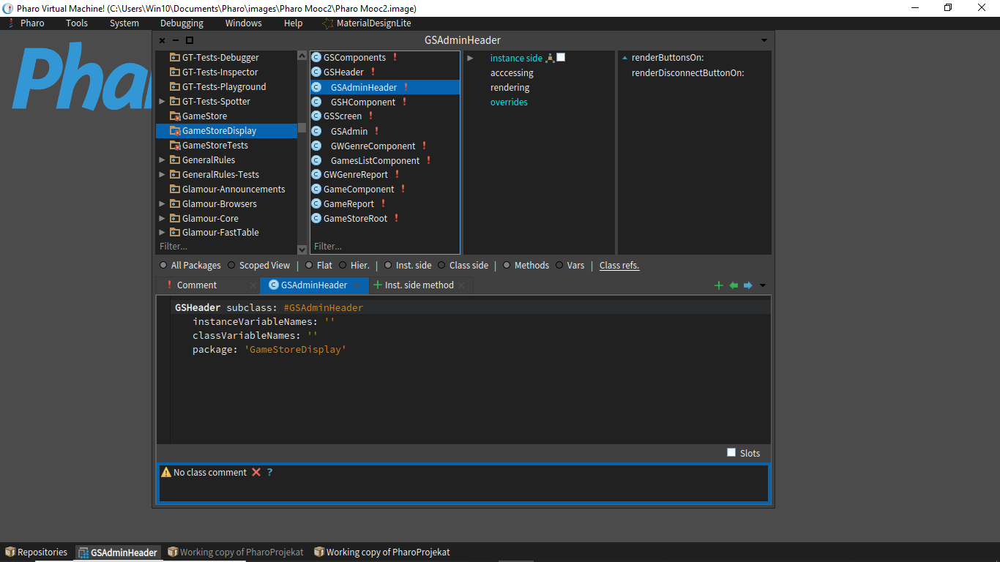 Pharo Virtual Machine! (C:\Users\Win10\Documents\Pharo\images\Pharo Mooc2\Pharo Mooc2.image)
Pharo Tools System Debugging Windows Help MaterialDesignLite
Phar
GSAdminHeader
GT-Tests-Debugger
GT-Tests-Inspector
GT-Tests-Playground
GT-Tests-Spotter
GameStore
GameStoreDisplay
GameStoreTests
GeneralRules
GeneralRules-Tests
Glamour-Announcements
Glamour-Browsers
Glamour-Core
Glamour-FastTable
Filter...
GSComponents !
GSHeader !
GSAdminHeader !
GSHComponent !
GSScreen !
GSAdmin !
GWGenreComponent !
GamesListComponent !
GWGenreReport !
GameComponent !
GameReport !
GameStoreRoot !
Filter...
instance side
acccessing
rendering
overrides
renderButtonsOn:
renderDisconnectButtonOn:
All Packages Scoped View | Flat Hier. | Inst. side Class side | Methods Vars | Class refs.
! Comment GSAdminHeader Inst. side method
GSHeader subclass: #GSAdminHeader
instanceVariableNames: ''
classVariableNames: ''
package: 'GameStoreDisplay'
Slots
No class comment ?
Repositories GSAdminHeader Working copy of PharoProjekat Working copy of PharoProjekat